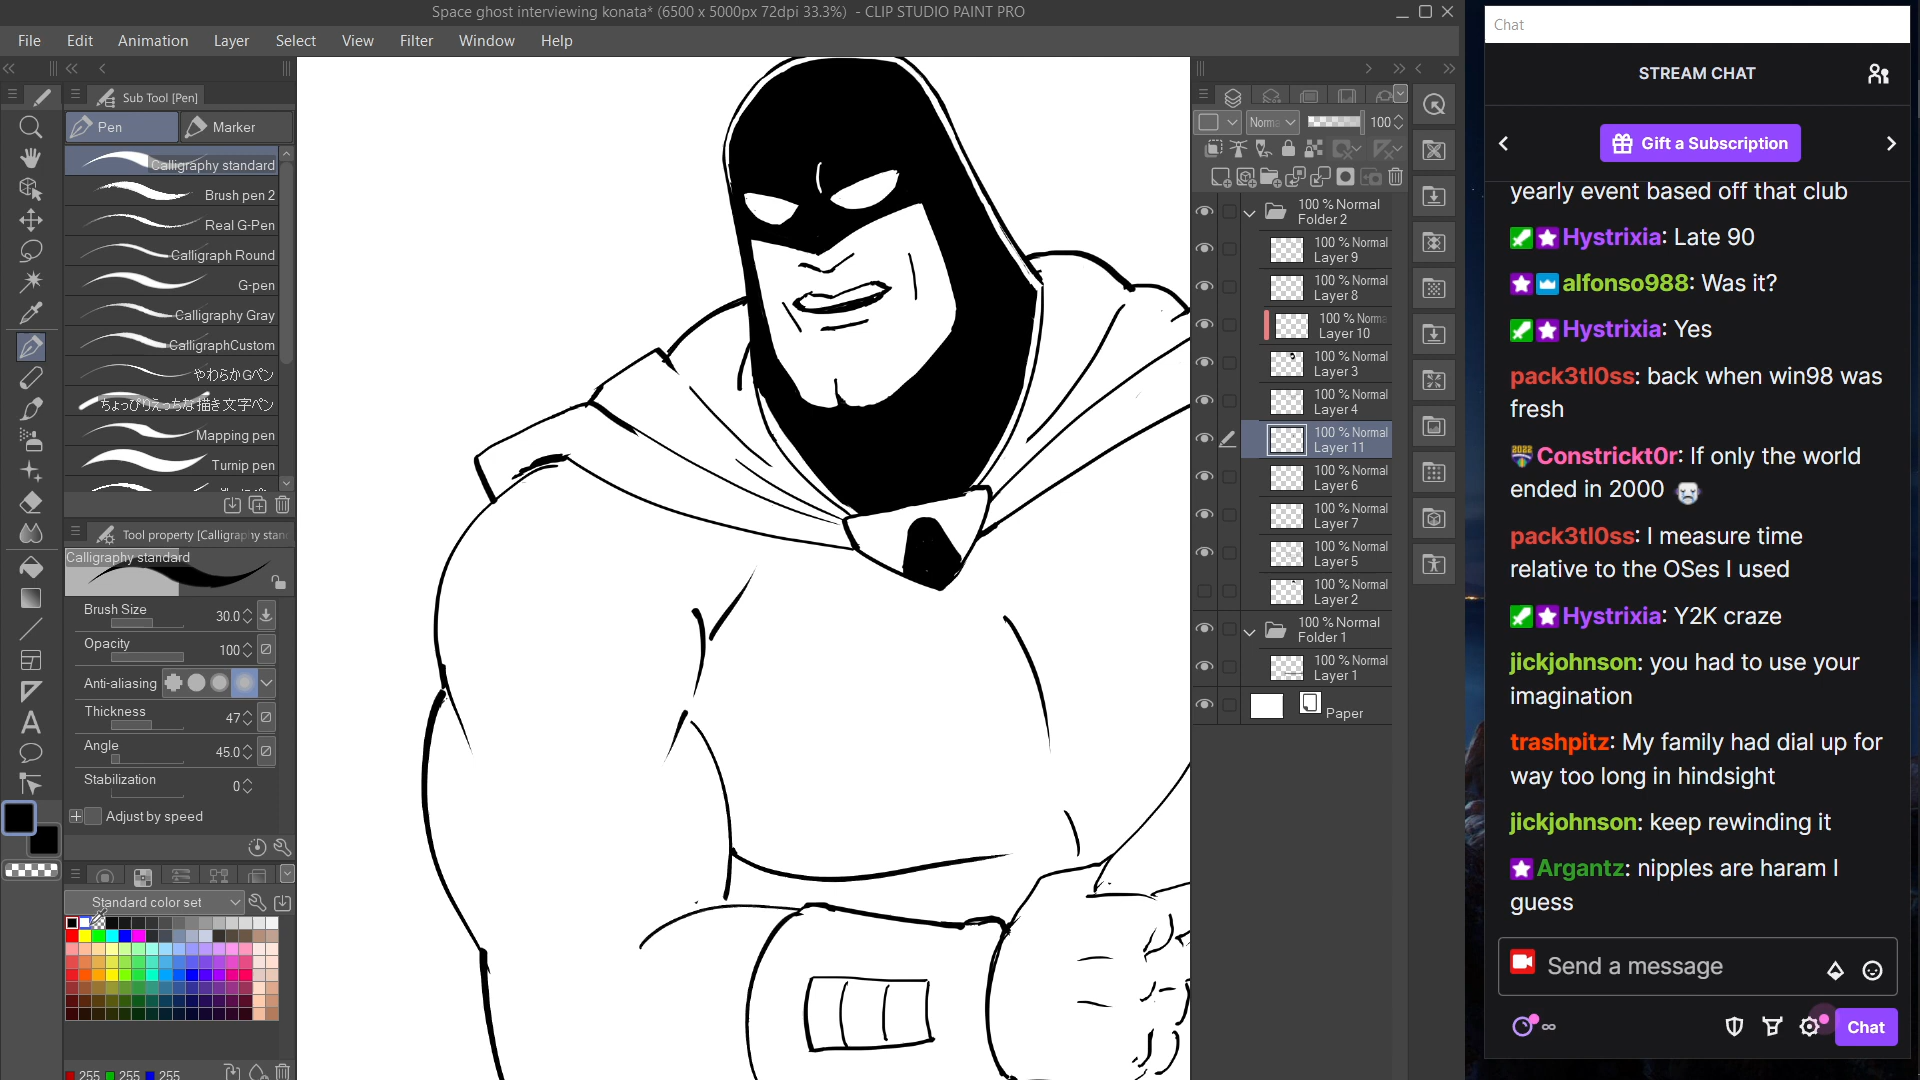 Space ghost interviewing konata* (6500 x 5000px 72dpi 33.3%) - CLIP STUDIO PAINT PRO
File Edit Animation Layer Select View Filter Window Help
Sub Tool [Pen]
Pen Marker
Calligraphy standard
Brush pen 2
Real G-Pen
Calligraph Round
G-pen
Calligraphy Gray
CalligraphCustom
やわらかGペン
ちょっぴりえっちな描き文字ペン
Mapping pen
Turnip pen
Tool property [Calligraphy stan
Calligraphy standard
Brush Size 30.0
Opacity 100
Anti-aliasing
Thickness 47
Angle 45.0
Stabilization 0
Adjust by speed
Standard color set
255 255 255
Norma 100
100 % Normal
Folder 2
100 % Normal
Layer 9
100 % Normal
Layer 8
100 % Norma
Layer 10
100 % Normal
Layer 3
100 % Normal
Layer 4
100 % Normal
Layer 11
100 % Normal
Layer 6
100 % Normal
Layer 7
100 % Normal
Layer 5
100 % Normal
Layer 2
100 % Normal
Folder 1
100 % Normal
Layer 1
Paper
Chat
STREAM CHAT
Gift a Subscription
yearly event based off that club
Hystrixia: Late 90
alfonso988: Was it?
Hystrixia: Yes
pack3tl0ss: back when win98 was
fresh
2022 Constrickt0r: If only the world
ended in 2000
pack3tl0ss: I measure time
relative to the OSes I used
Hystrixia: Y2K craze
jickjohnson: you had to use your
imagination
trashpitz: My family had dial up for
way too long in hindsight
jickjohnson: keep rewinding it
Argantz: nipples are haram I
guess
Send a message
∞
Chat